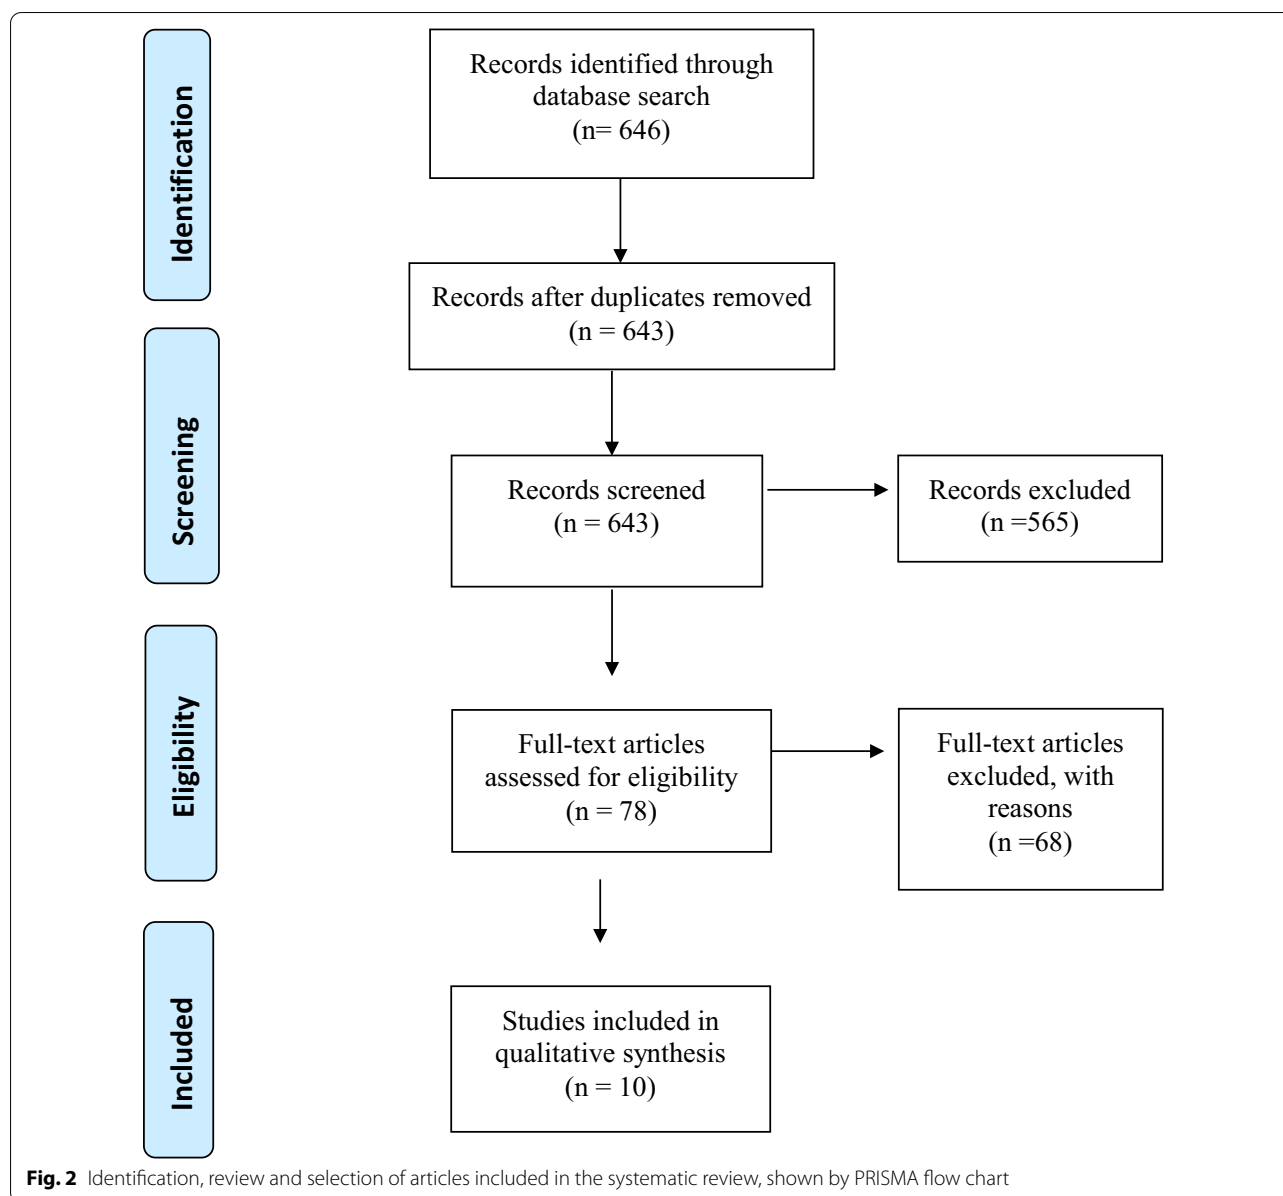 Identification
Records identified through
database search
(n= 646)
Records after duplicates removed
(n = 643)
Screening
Records screened
(n = 643)
Records excluded
(n =565)
Eligibility
Full-text articles
assessed for eligibility
(n = 78)
Full-text articles
excluded, with
reasons
(n =68)
Included
Studies included in
qualitative synthesis
(n = 10)
Fig. 2 Identification, review and selection of articles included in the systematic review, shown by PRISMA flow chart